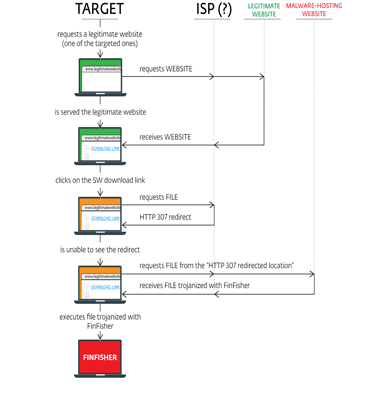 TARGET
ISP (?)
LEGITIMATE
WEBSITE
MALWARE-HOSTING
WEBSITE
requests a legitimate website
(one of the targeted ones)
www.legitimatewebsite
requests WEBSITE
is served the legitimate website
www.legitimatewebsite
DOWNLOAD LINK
receives WEBSITE
clicks on the SW download link
www.legitimatewebsite
DOWNLOAD LINK
requests FILE
HTTP 307 redirect
is unable to see the redirect
www.legitimatewebsite
DOWNLOAD LINK
requests FILE from the "HTTP 307 redirected location"
receives FILE trojanized with FinFisher
executes file trojanized with
FinFisher
FINFISHER